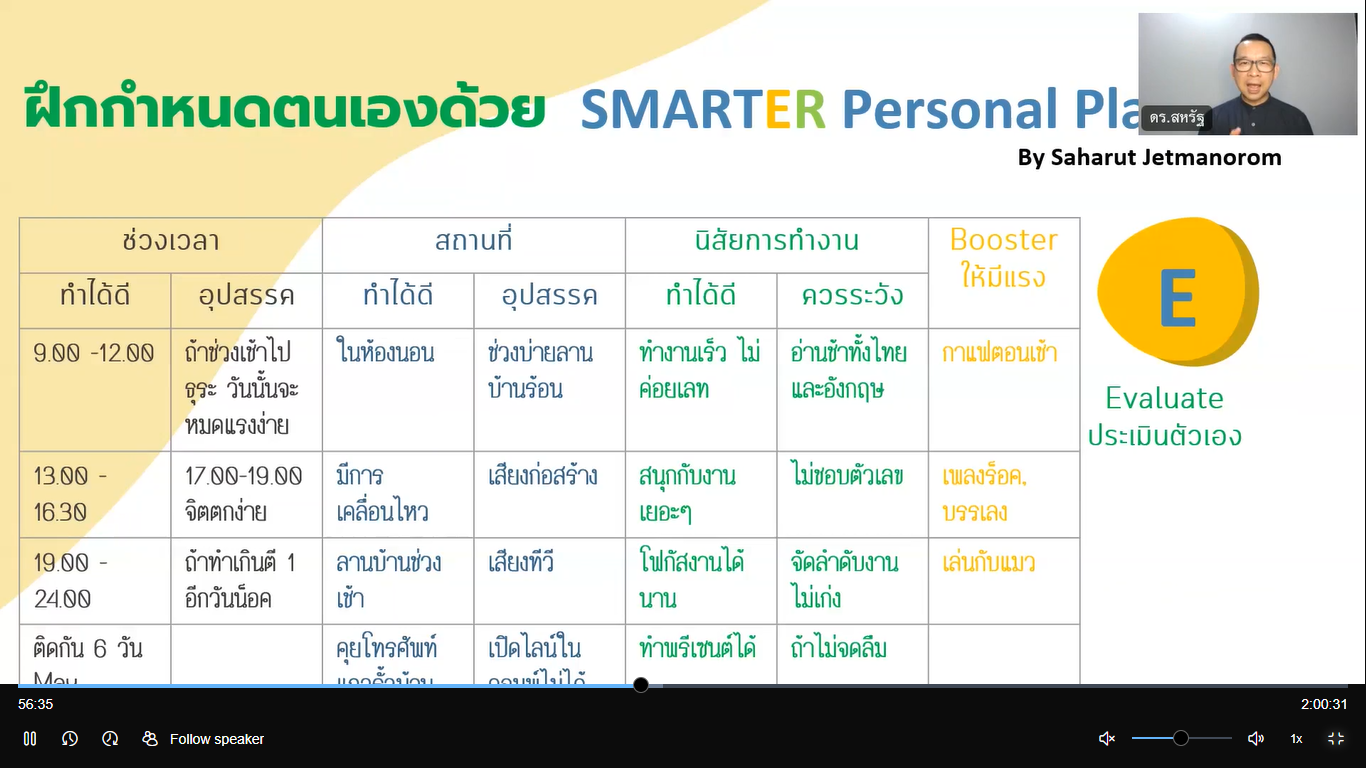 ฝึกกำหนดตนเองด้วย SMARTER Personal
ดร.สหรัฐ
By Saharut Jetmanorom
ช่วงเวลา สถานที่ นิสัยการทำงาน Booster
ให้มีแรง
ทำได้ดี อุปสรรค ทำได้ดี อุปสรรค ทำได้ดี ควรระวัง
9.00 -12.00 ถ้าช่วงเช้าไป ในห้องนอน ช่วงบ่ายลาน ทำงานเร็ว ไม่ อ่านช้าทั้งไทย กาแฟตอนเช้า
ธุระ วันนั้นจะ บ้านร้อน ค่อยเลท และอังกฤษ
หมดแรงง่าย
13.00 - 17.00-19.00 มีการ เสียงก่อสร้าง สนุกกับงาน ไม่ชอบตัวเลข เพลงร็อค,
16.30 จิตตกง่าย เคลื่อนไหว เยอะๆ บรรเลง
19.00 - ถ้าทำเกินตี 1 ลานบ้านช่วง เสียงทีวี โฟกัสงานได้ จัดลำดับงาน เล่นกับแมว
24.00 อีกวันน็อค เช้า นาน ไม่เก่ง
ติดกัน 6 วัน คุยโทรศัพท์ เปิดไลน์ใน ทำพรีเซนต์ได้ ถ้าไม่จดลืม
E
Evaluate
ประเมินตัวเอง
56:35 2:00:31
Follow speaker 1x